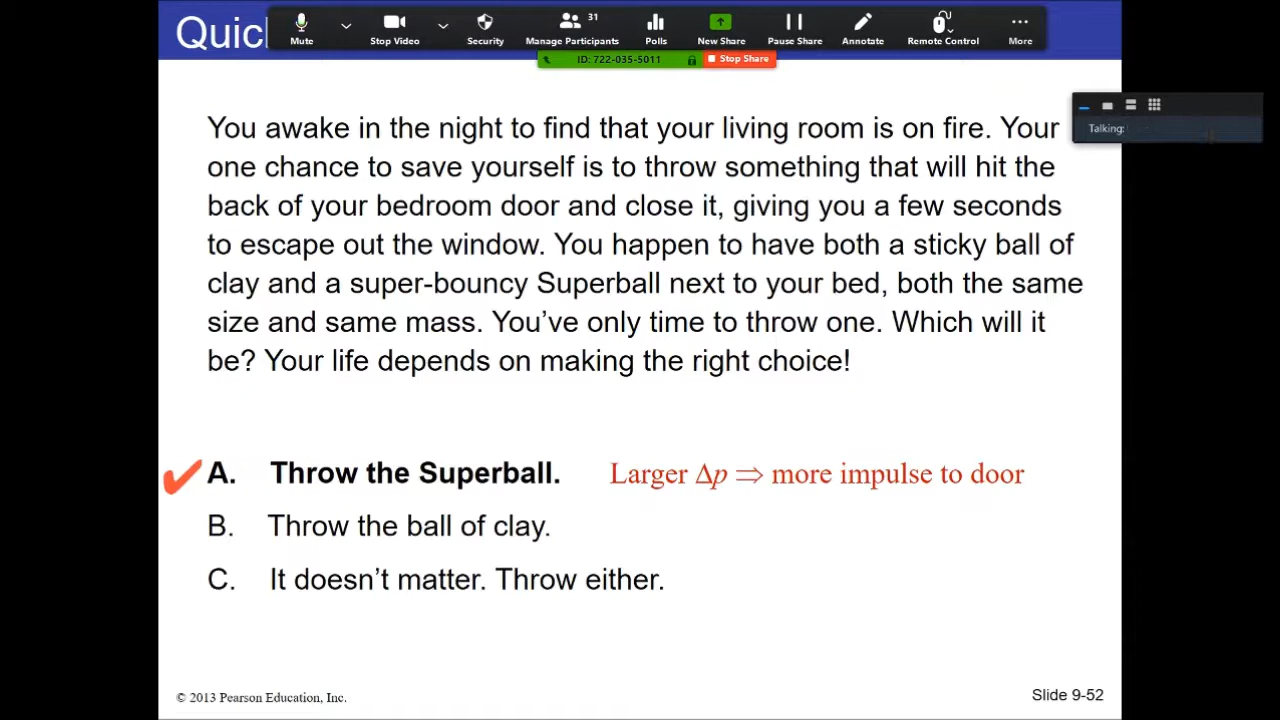 Quic
31
Mute
Stop Video
Security
Manage Participants
Polls
New Share
Pause Share
Annotate
Remote Control
More
ID: 722-035-5011
Stop Share
Talking:
You awake in the night to find that your living room is on fire. Your
one chance to save yourself is to throw something that will hit the
back of your bedroom door and close it, giving you a few seconds
to escape out the window. You happen to have both a sticky ball of
clay and a super-bouncy Superball next to your bed, both the same
size and same mass. You’ve only time to throw one. Which will it
be? Your life depends on making the right choice!
A. Throw the Superball. Larger Δp ⇒ more impulse to door
B. Throw the ball of clay.
C. It doesn’t matter. Throw either.
© 2013 Pearson Education, Inc.
Slide 9-52